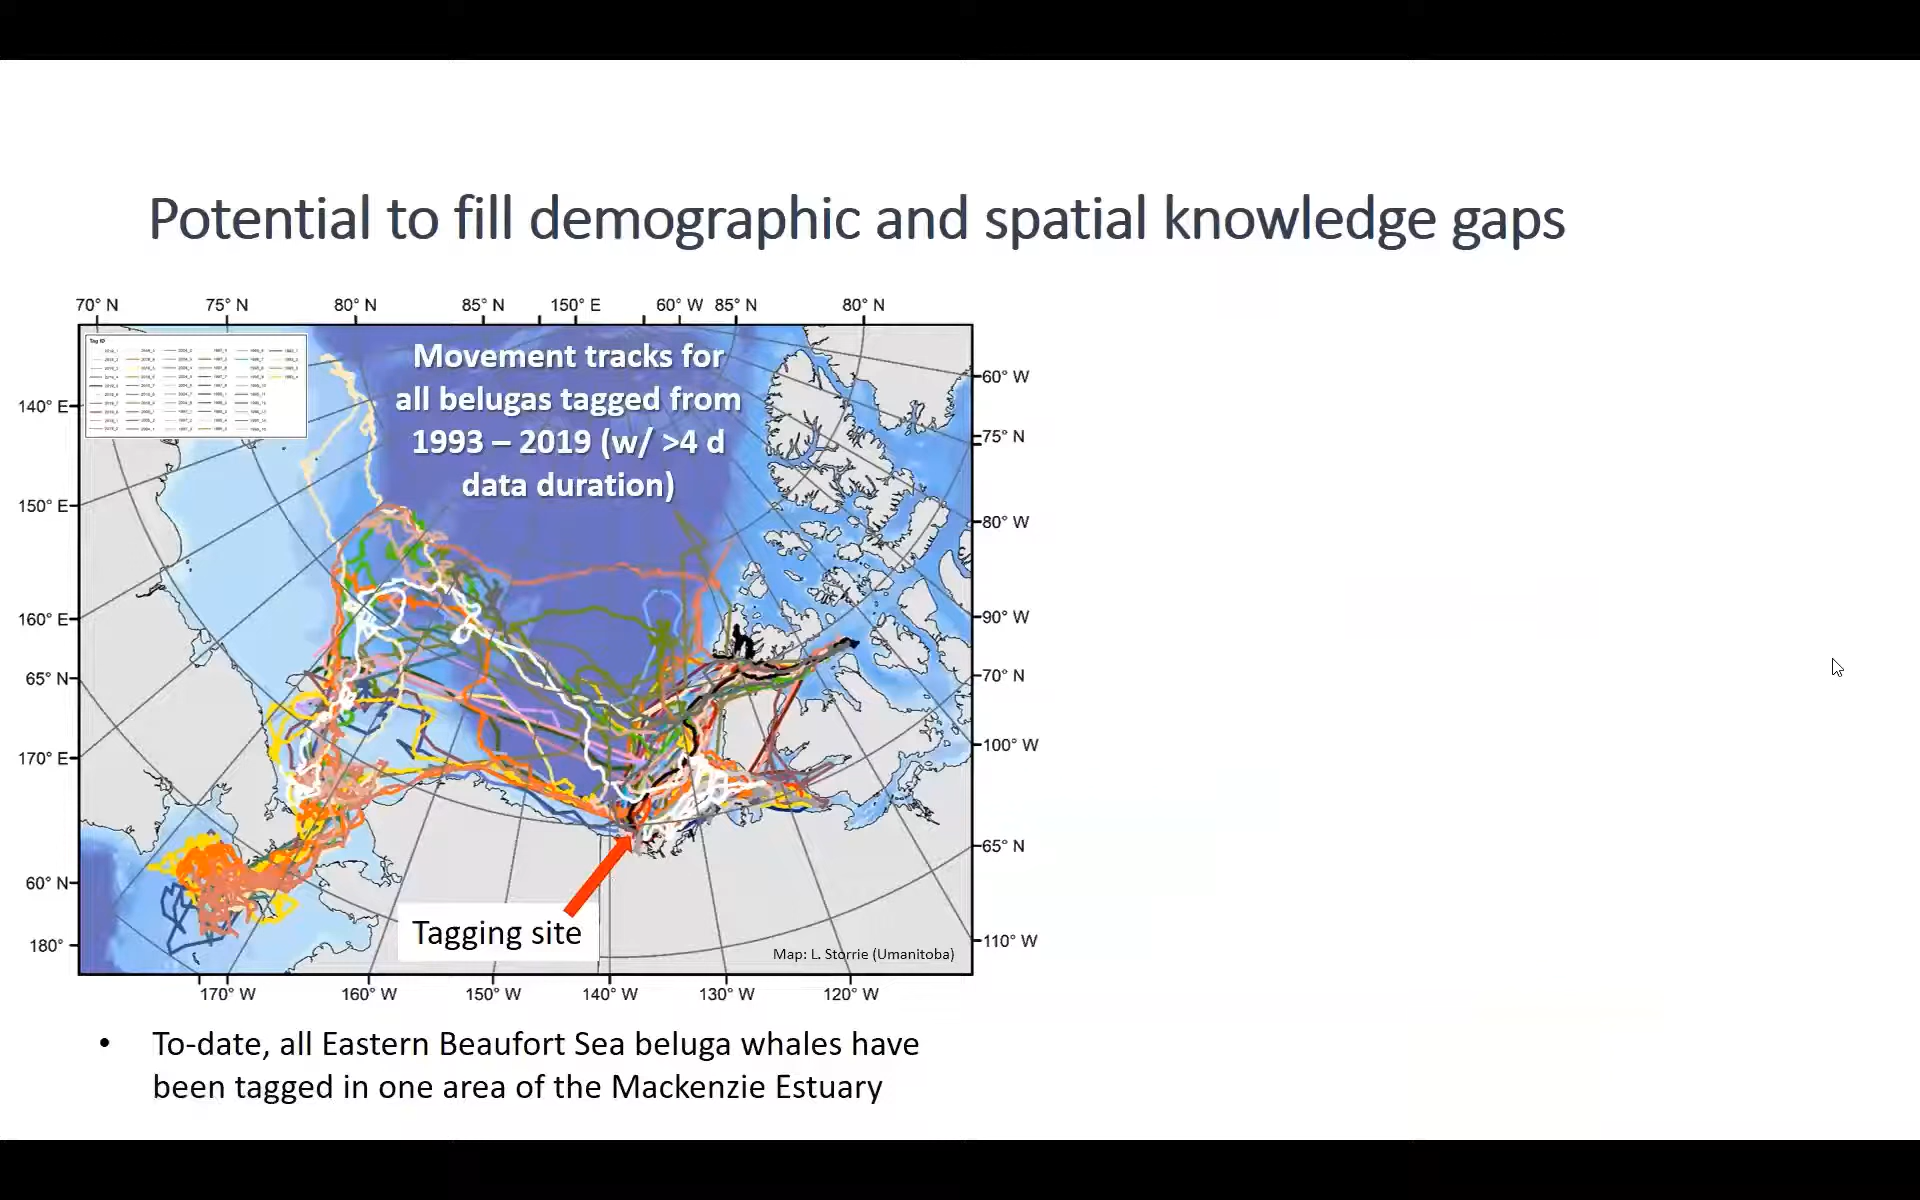 Potential to fill demographic and spatial knowledge gaps
70° N 75° N 80° N 85° N 150° E 60° W 85° N 80° N
Tag ID
Movement tracks for
all belugas tagged from
1993 – 2019 (w/ >4 d
data duration)
140° E
150° E
160° E
65° N
170° E
60° N
180°
60° W
75° N
80° W
90° W
70° N
100° W
65° N
110° W
Tagging site
Map: L. Storrie (Umanitoba)
170° W 160° W 150° W 140° W 130° W 120° W
• To-date, all Eastern Beaufort Sea beluga whales have
been tagged in one area of the Mackenzie Estuary